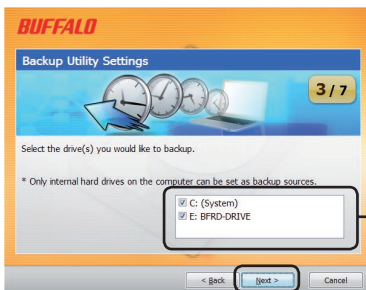 BUFFALO
Backup Utility Settings
3 / 7
Select the drive(s) you would like to backup.
* Only internal hard drives on the computer can be set as backup sources.
C: (System)
E: BFRD-DRIVE
< Back
Next >
Cancel